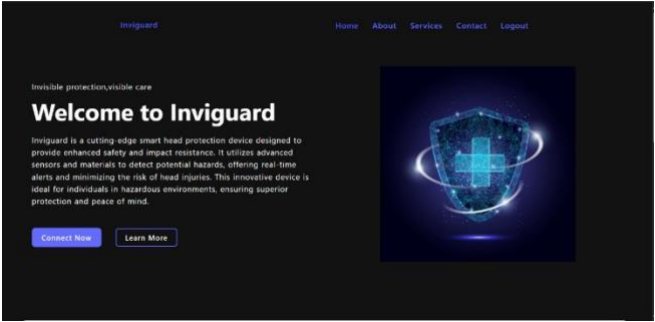 Inviguard
Home About Services Contact Logout
Invisible protection,visible care
Welcome to Inviguard
Inviguard is a cutting-edge smart head protection device designed to
provide enhanced safety and impact resistance. It utilizes advanced
sensors and materials to detect potential hazards, offering real-time
alerts and minimizing the risk of head injuries. This innovative device is
ideal for individuals in hazardous environments, ensuring superior
protection and peace of mind.
Connect Now Learn More